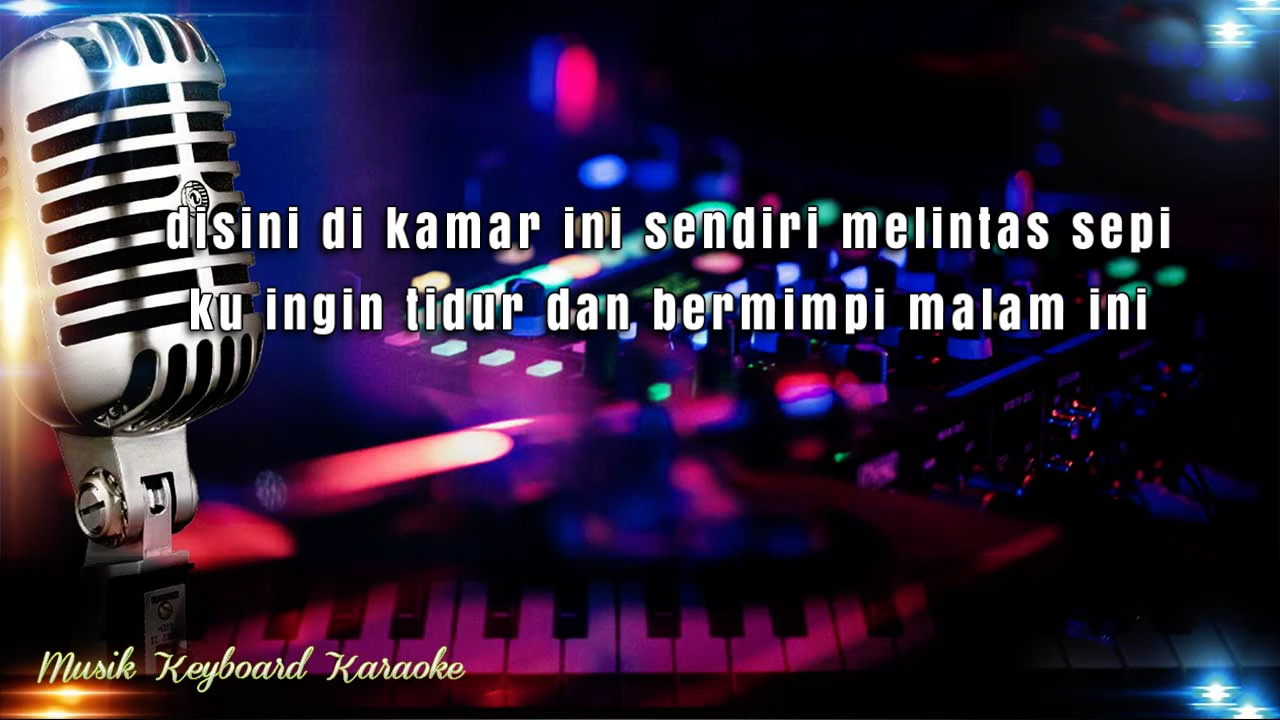 disini di kamar ini sendiri melintas sepi
ku ingin tidur dan bermimpi malam ini
Musik Keyboard Karaoke